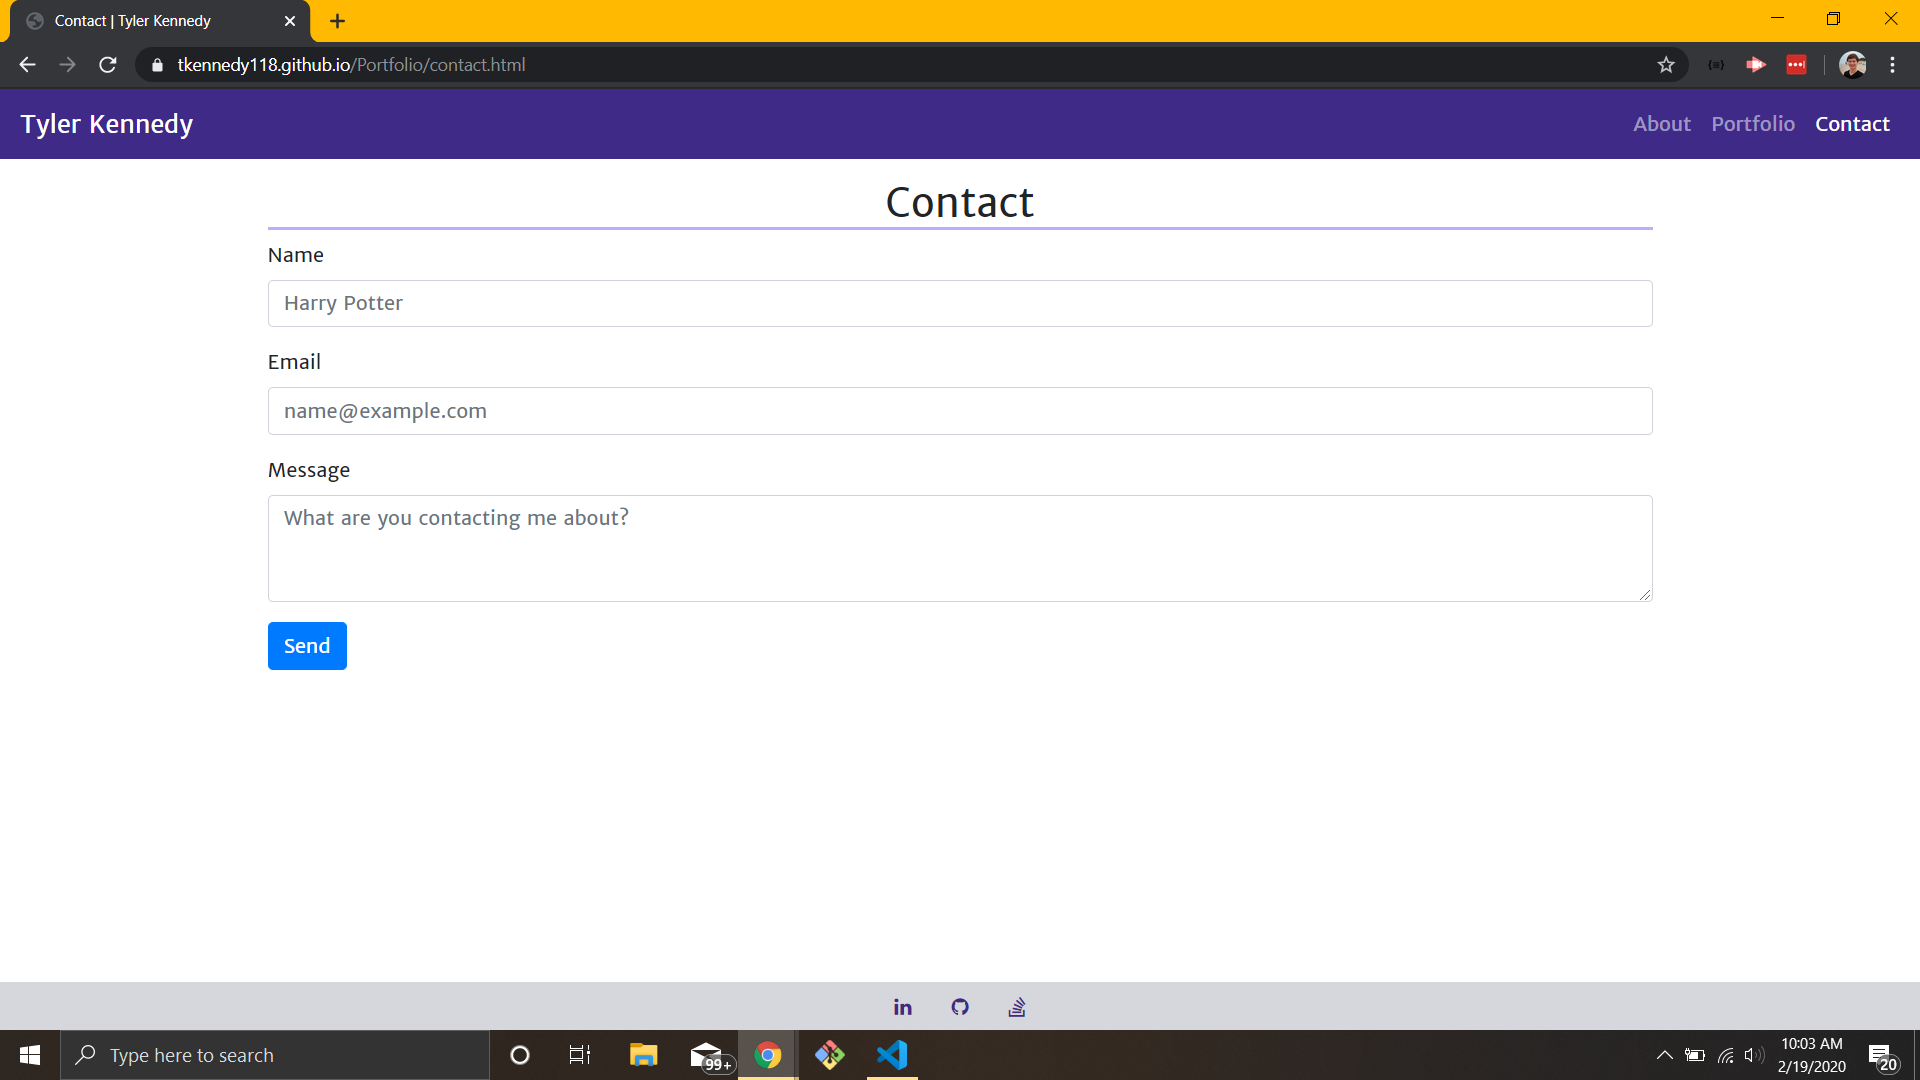 Contact | Tyler Kennedy
tkennedy118.github.io/Portfolio/contact.html
Tyler Kennedy
About Portfolio Contact
Contact
Name
Harry Potter
Email
name@example.com
Message
What are you contacting me about?
Send
in
Type here to search
99+
10:03 AM
2/19/2020
20